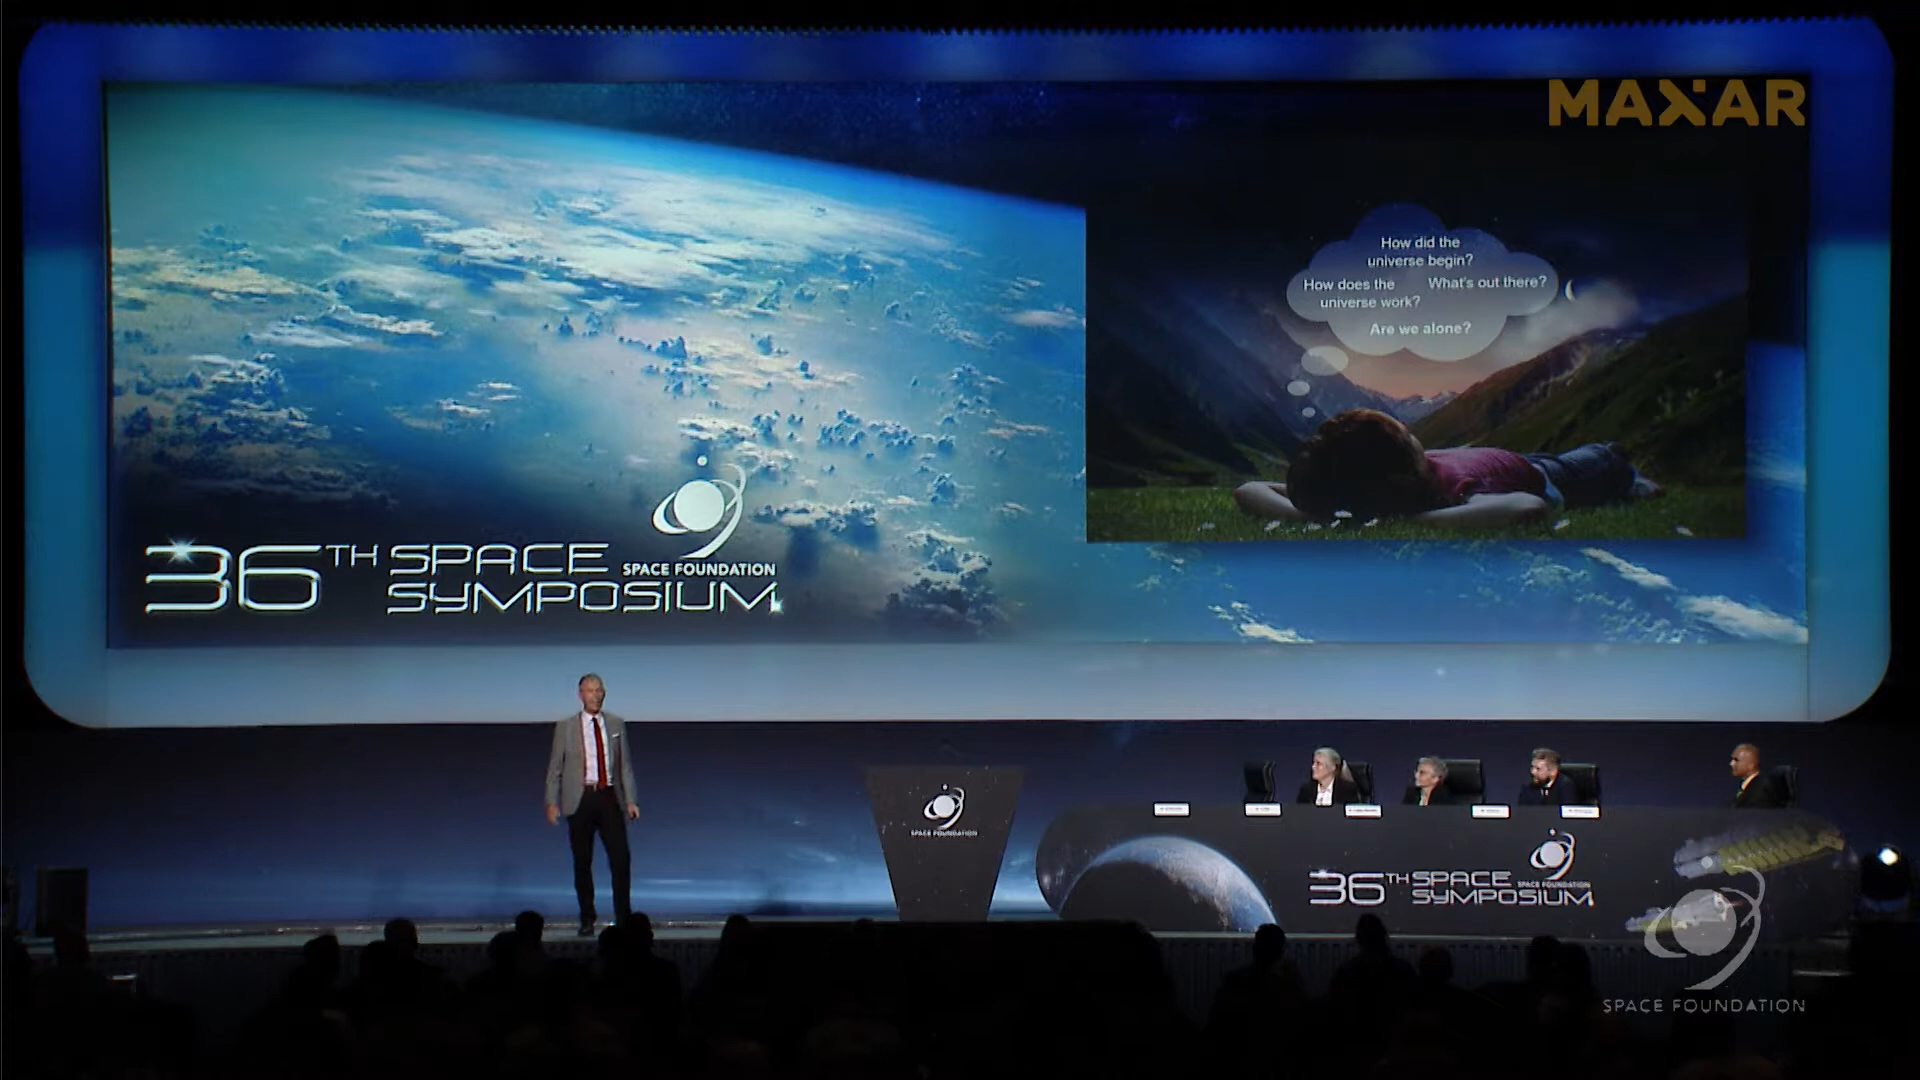 MAXAR
How did the
universe begin?
How does the
universe work?
What's out there?
Are we alone?
36TH SPACE
SYMPOSIUM
SPACE FOUNDATION
SPACE FOUNDATION
36TH SPACE
SYMPOSIUM
SPACE FOUNDATION
SPACE FOUNDATION